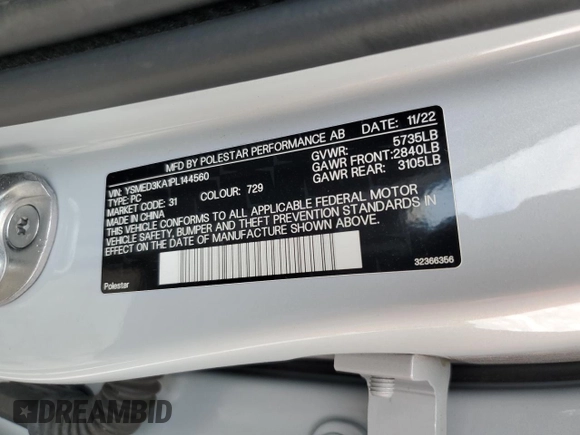 MFD BY POLESTAR PERFORMANCE AB DATE: 11/22
VIN: YSMED3KA1PL144560 GVWR: 5735LB
TYPE: PC GAWR FRONT:2840LB
MARKET CODE: 31 COLOUR: 729 GAWR REAR: 3105LB
MADE IN CHINA
THIS VEHICLE CONFORMS TO ALL APPLICABLE FEDERAL MOTOR
VEHICLE SAFETY, BUMPER AND THEFT PREVENTION STANDARDS IN
EFFECT ON THE DATE OF MANUFACTURE SHOWN ABOVE.
Polestar 32366356
DREAMBID